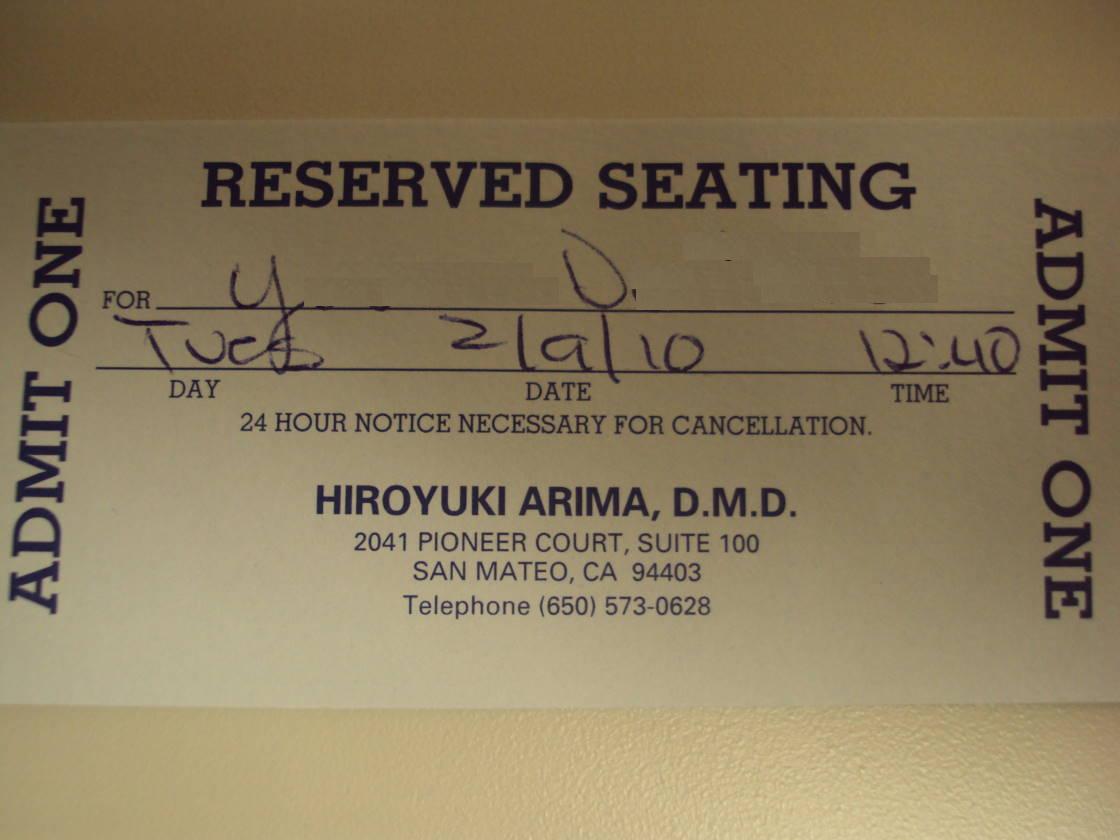 RESERVED SEATING
ADMIT ONE
FOR Y D
Tues 2/9/10 12:40
DAY DATE TIME
24 HOUR NOTICE NECESSARY FOR CANCELLATION.
HIROYUKI ARIMA, D.M.D.
2041 PIONEER COURT, SUITE 100
SAN MATEO, CA 94403
Telephone (650) 573-0628
ADMIT ONE